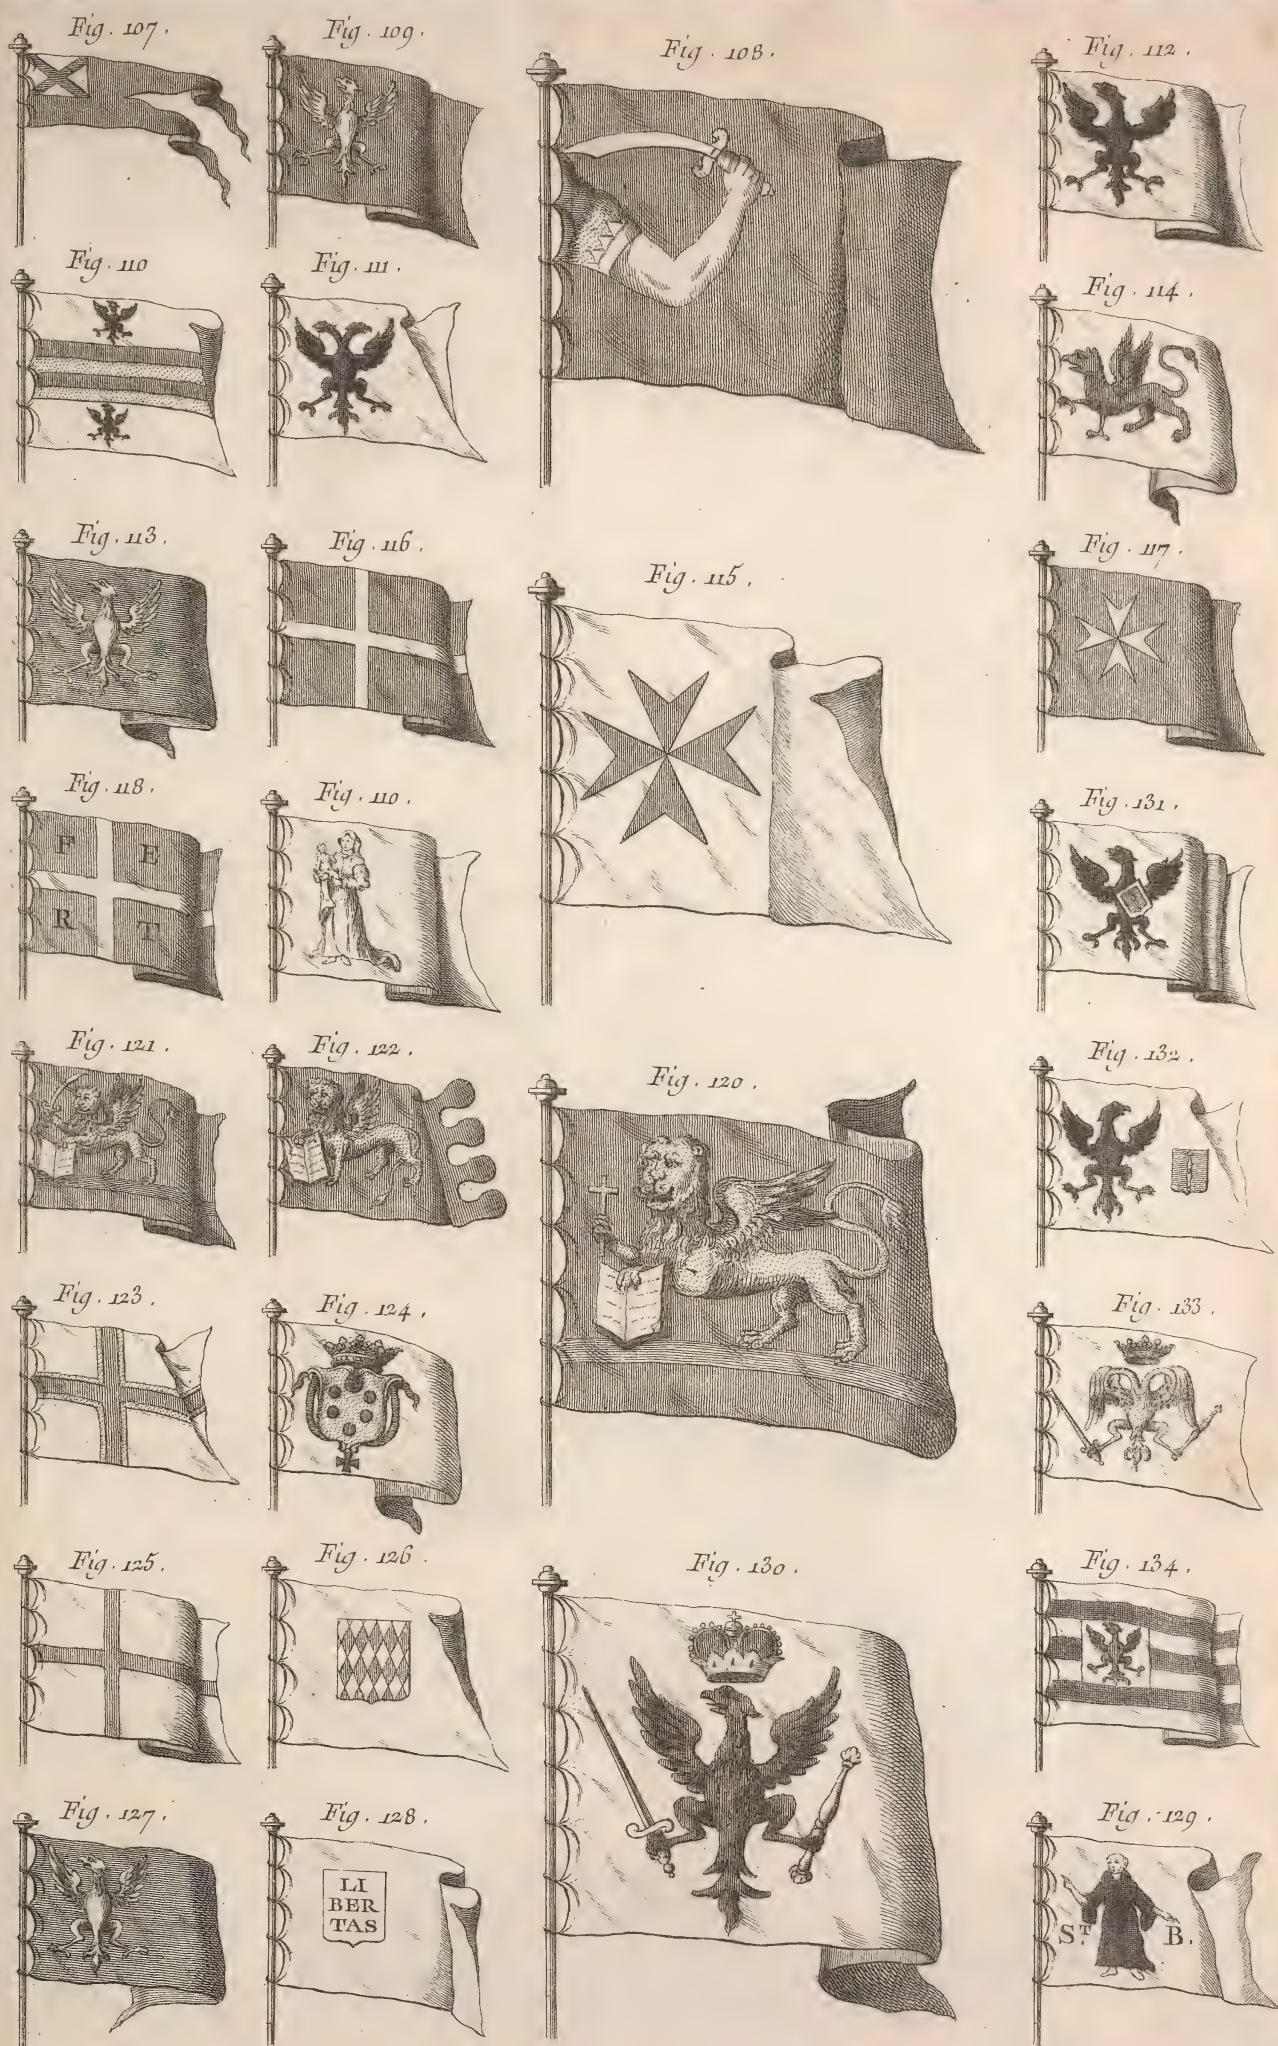 Fig. 107.
Fig. 109.
Fig. 108.
Fig. 112.
Fig. 110
Fig. 111.
Fig. 114.
Fig. 113.
Fig. 116.
Fig. 115.
Fig. 117.
Fig. 118.
F E
R T
Fig. 110.
Fig. 131.
Fig. 121.
Fig. 122.
Fig. 120.
Fig. 132.
Fig. 123.
Fig. 124.
Fig. 133.
Fig. 125.
Fig. 126.
Fig. 130.
Fig. 134.
Fig. 127.
Fig. 128.
LI
BER
TAS
Fig. 129.
ST. B.